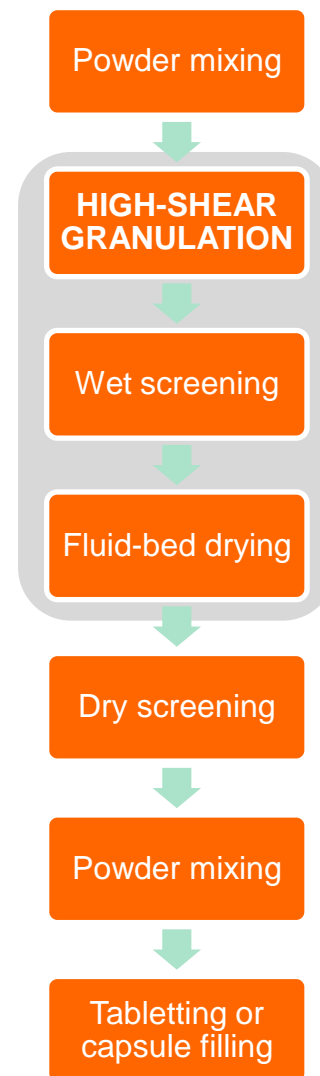 Powder mixing
HIGH-SHEAR
GRANULATION
Wet screening
Fluid-bed drying
Dry screening
Powder mixing
Tabletting or
capsule filling